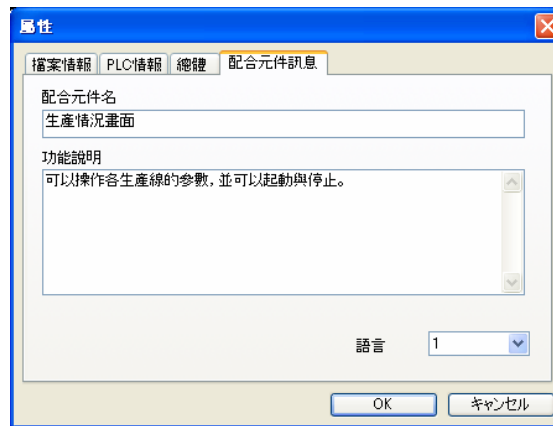 屬性
檔案情報 PLC情報 總體 配合元件訊息
配合元件名
生產情況畫面
功能說明
可以操作各生產線的參數，並可以起動與停止。
語言 1
OK キャンセル